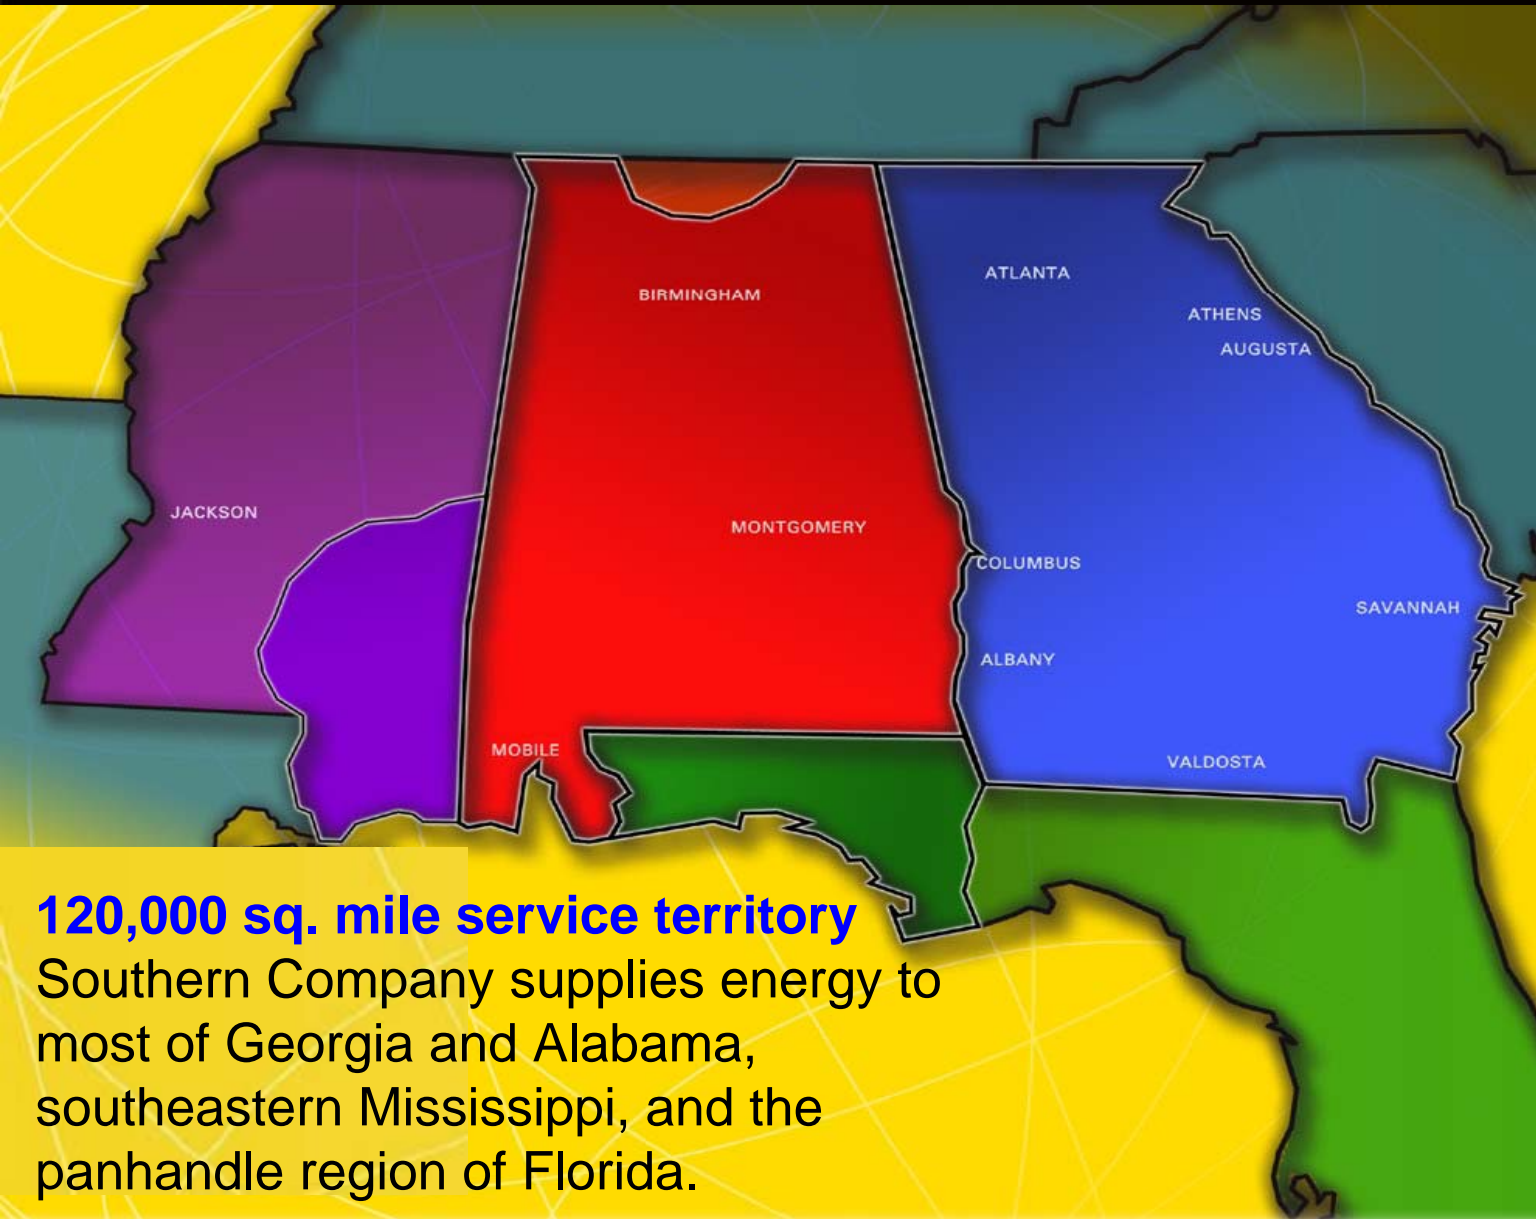 ATLANTA
BIRMINGHAM
ATHENS
AUGUSTA
JACKSON
MONTGOMERY
COLUMBUS
SAVANNAH
ALBANY
MOBILE
VALDOSTA
120,000 sq. mile service territory
Southern Company supplies energy to
most of Georgia and Alabama,
southeastern Mississippi, and the
panhandle region of Florida.